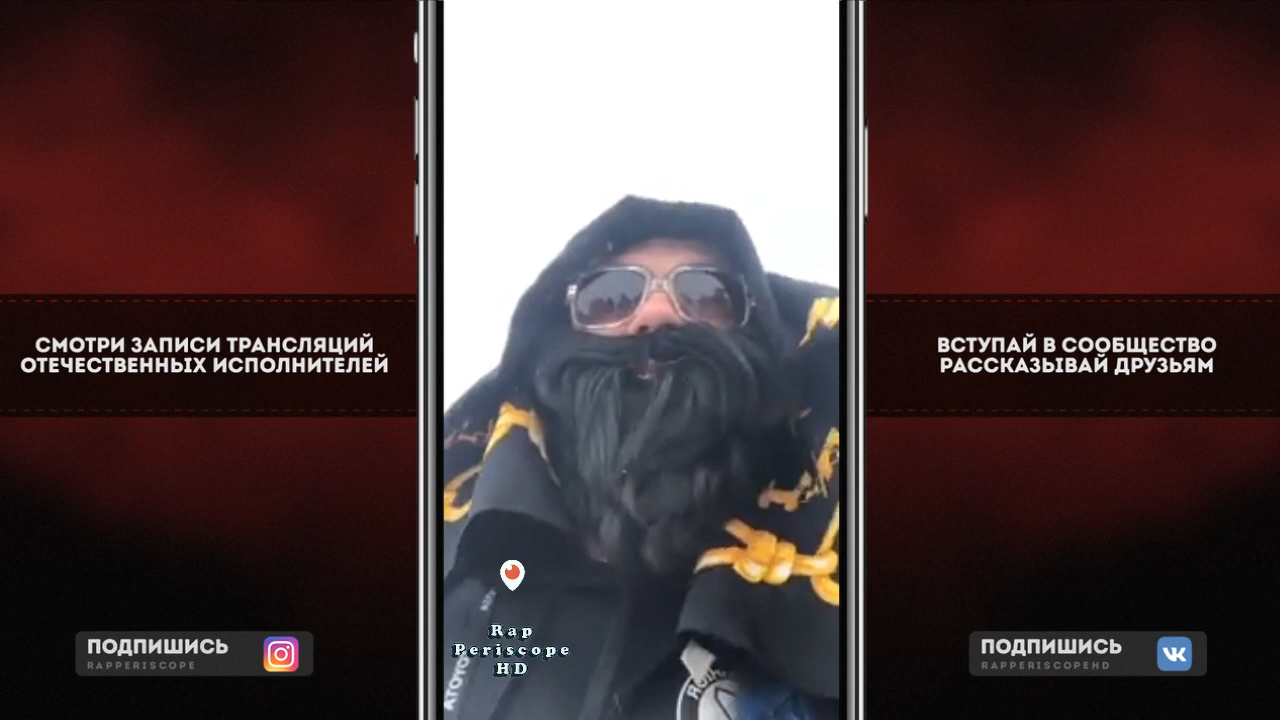 СМОТРИ ЗАПИСИ ТРАНСЛЯЦИЙ
ОТЕЧЕСТВЕННЫХ ИСПОЛНИТЕЛЕЙ
ВСТУПАЙ В СООБЩЕСТВО
РАССКАЗЫВАЙ ДРУЗЬЯМ
Rap
Periscope
HD
ПОДПИШИСЬ
RAPPERISCOPE
ПОДПИШИСЬ
RAPPERISCOPEHD